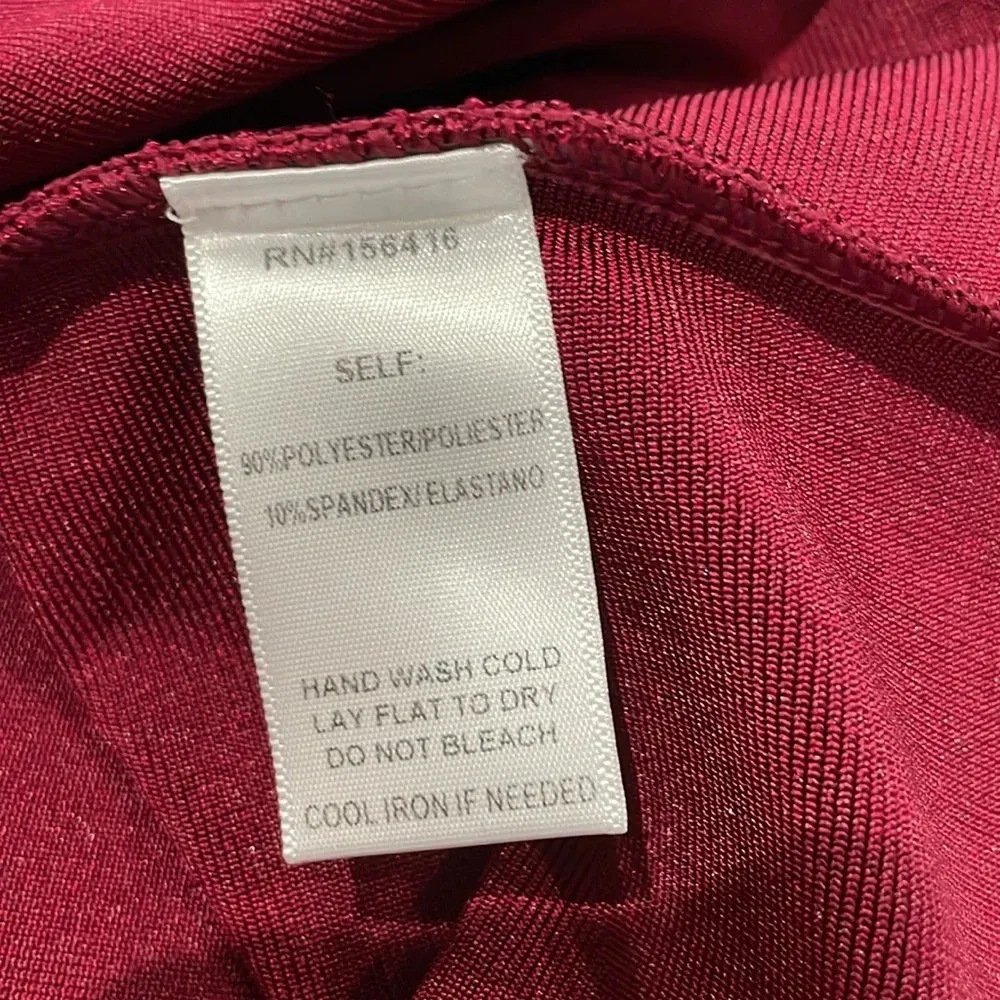 RN#156416
SELF:
90%POLYESTER/POLIESTER
10%SPANDEX/ELASTANO
HAND WASH COLD
LAY FLAT TO DRY
DO NOT BLEACH
COOL IRON IF NEEDED